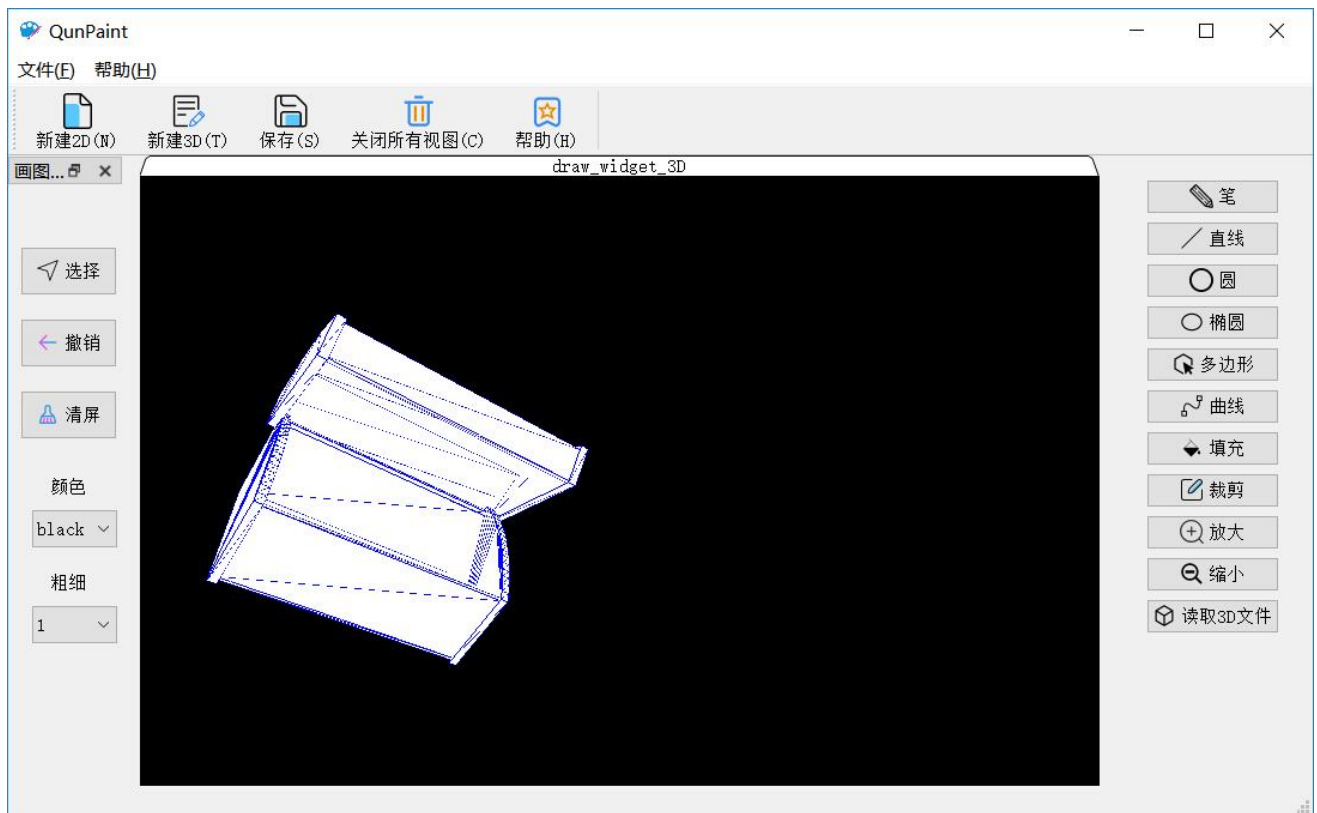 QunPaint
文件(F) 帮助(H)
新建2D(N) 新建3D(T) 保存(S) 关闭所有视图(C) 帮助(H)
画图...
draw_widget_3D
选择
撤销
清屏
颜色
black
粗细
1
笔
直线
圆
椭圆
多边形
曲线
填充
裁剪
放大
缩小
读取3D文件